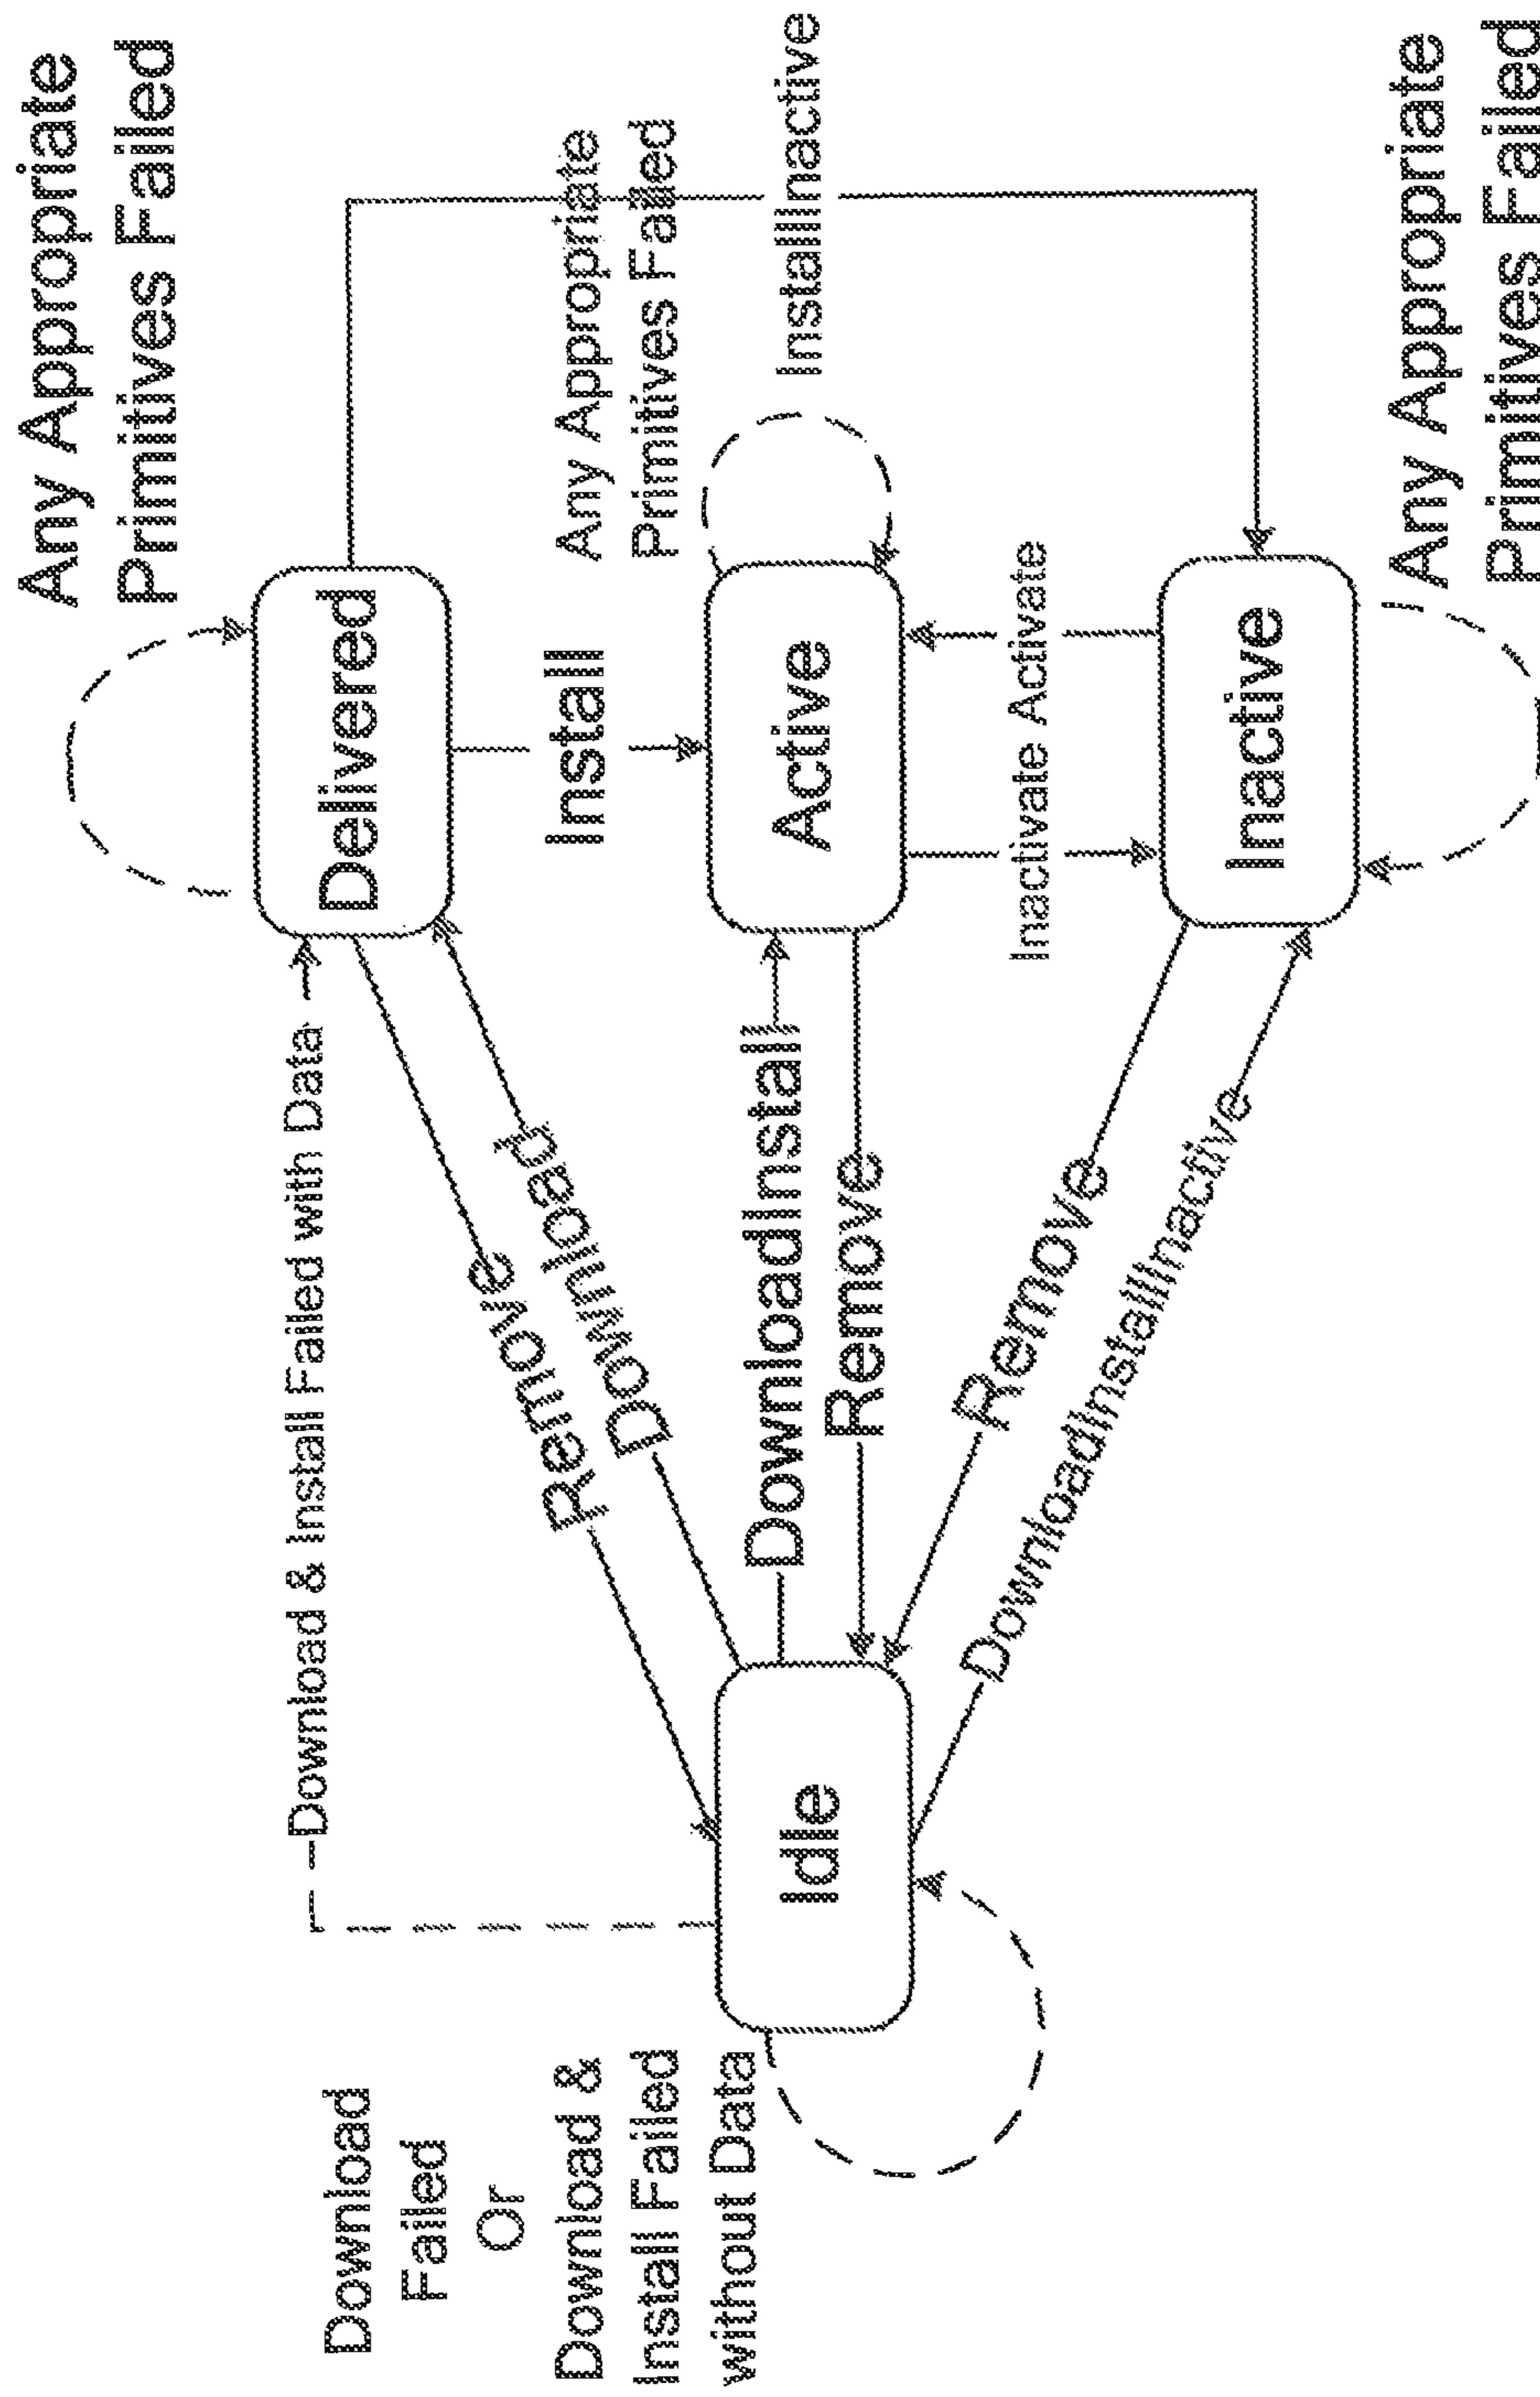 Any Appropriate
Primitives Failed
Delivered
Download & Install Failed with Data
Remove
Download
Install
Any Appropriate
Primitives Failed
InstallInactive
Download
Failed
Or
Download &
Install Failed
without Data
Idle
DownloadInstall
Remove
Active
Inactivate Activate
Remove
DownloadInstallInactive
Inactive
Any Appropriate
Primitives Failed